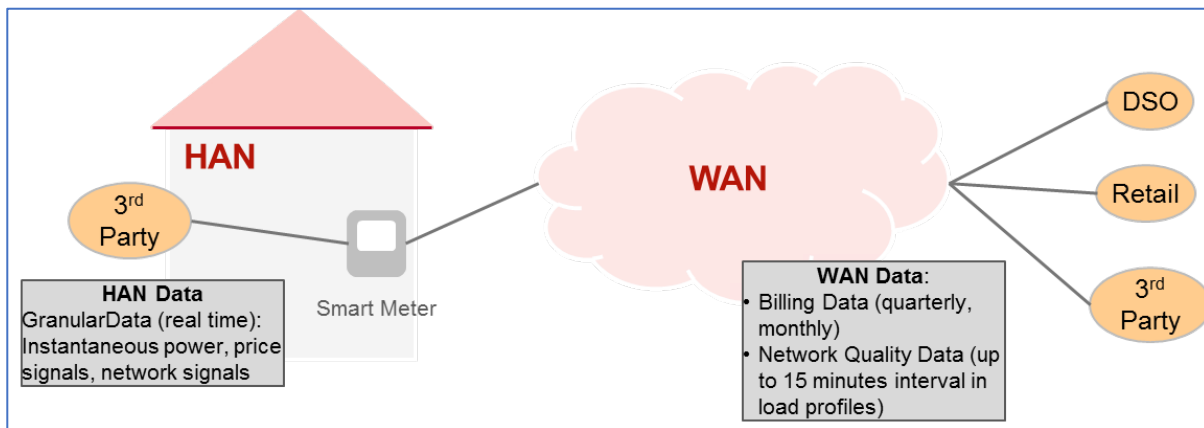 HAN
WAN
DSO
Retail
3rd
Party
3rd
Party
Smart Meter
HAN Data
GranularData (real time):
Instantaneous power, price
signals, network signals
WAN Data:
• Billing Data (quarterly,
monthly)
• Network Quality Data (up
to 15 minutes interval in
load profiles)